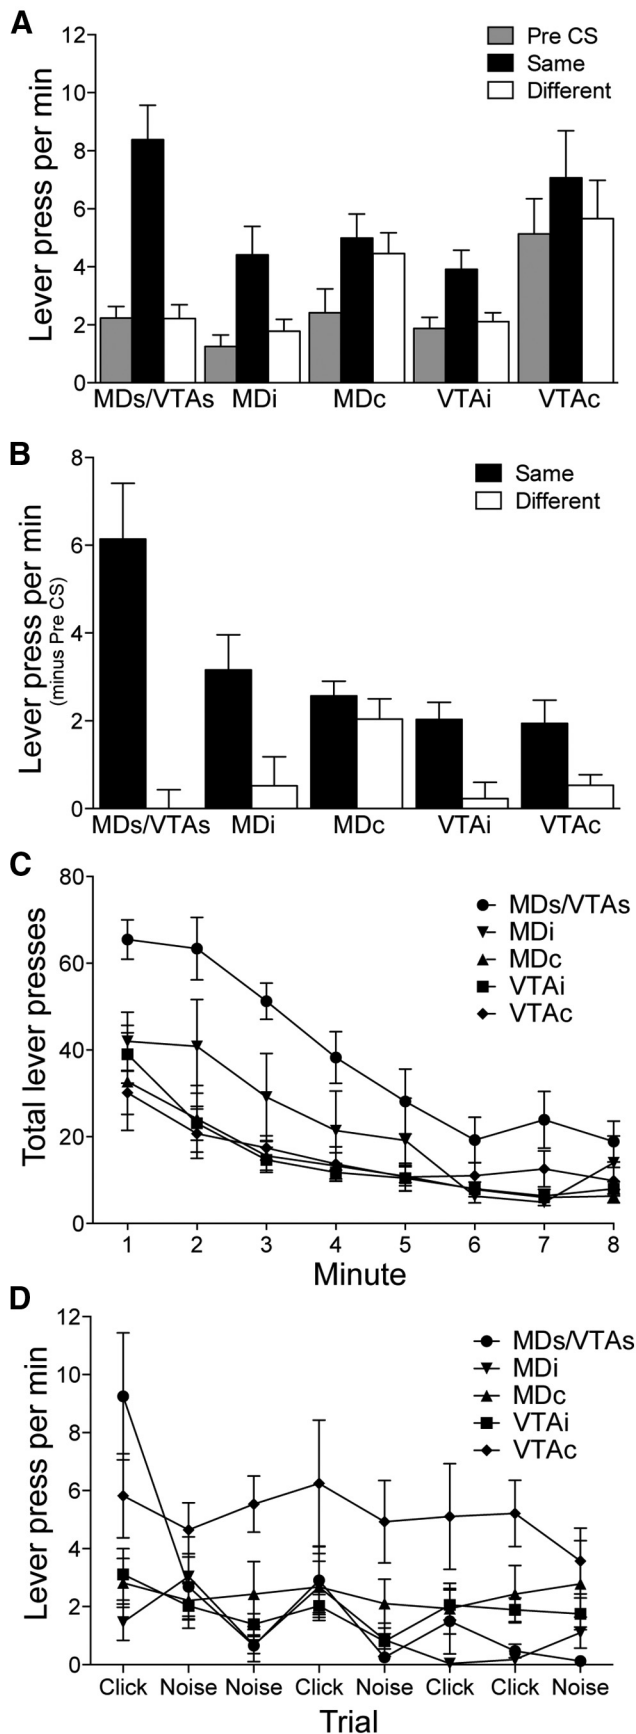 A
12
10
8
6
4
2
0
Lever press per min
Pre CS
Same
Different
MDs/VTAs MDi MDc VTAi VTAc
B
8
6
4
2
0
Lever press per min
(minus Pre CS)
Same
Different
MDs/VTAs MDi MDc VTAi VTAc
C
80
60
40
20
0
Total lever presses
MDs/VTAs
MDi
MDc
VTAi
VTAc
1 2 3 4 5 6 7 8
Minute
D
12
10
8
6
4
2
0
Lever press per min
MDs/VTAs
MDi
MDc
VTAi
VTAc
Click Noise Noise Click Noise Click Click Noise
Trial